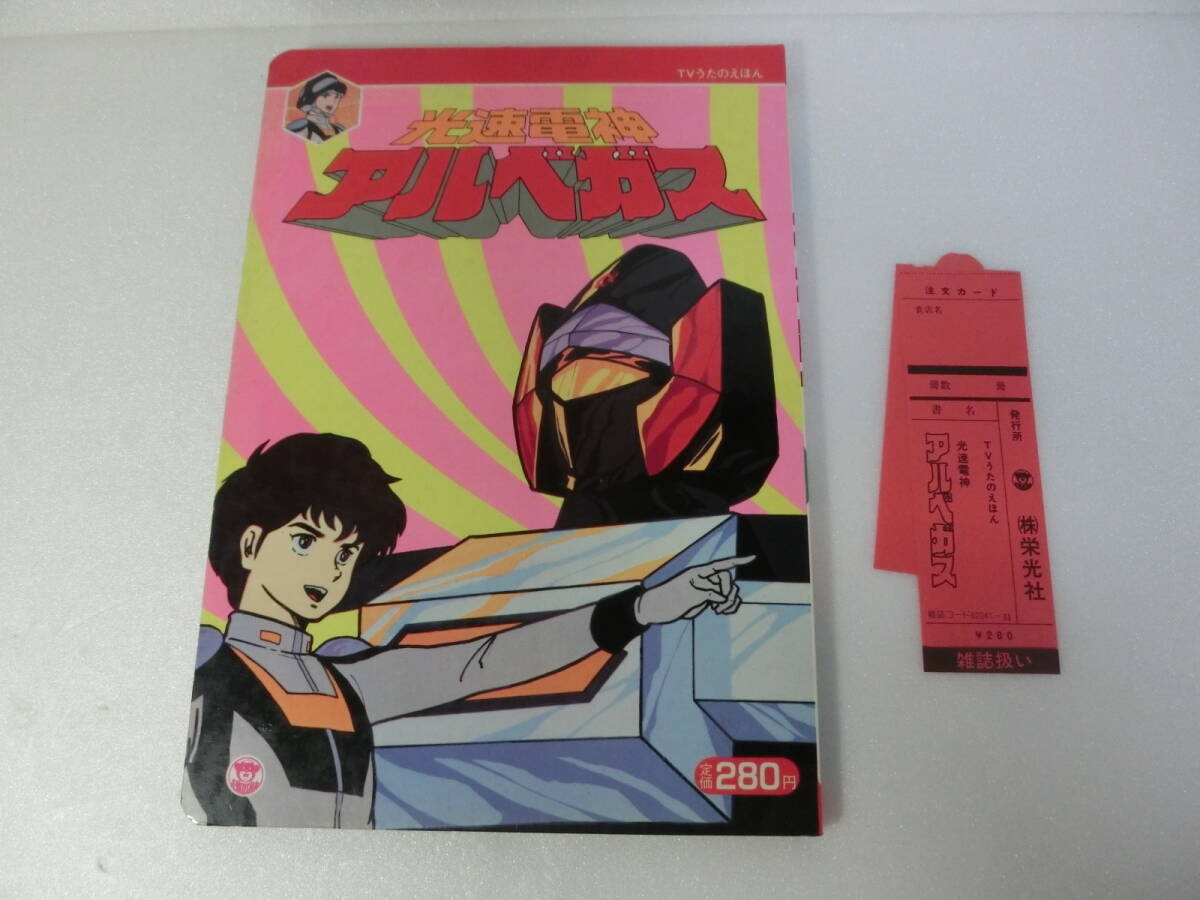 TVうたのえほん
光速電神
アルベガス
定価280円
注文カード
貴店名
冊数 冊
書名
発行所
TVうたのえほん
光速電神
アルベガス
㈱栄光社
¥280
雑誌扱い